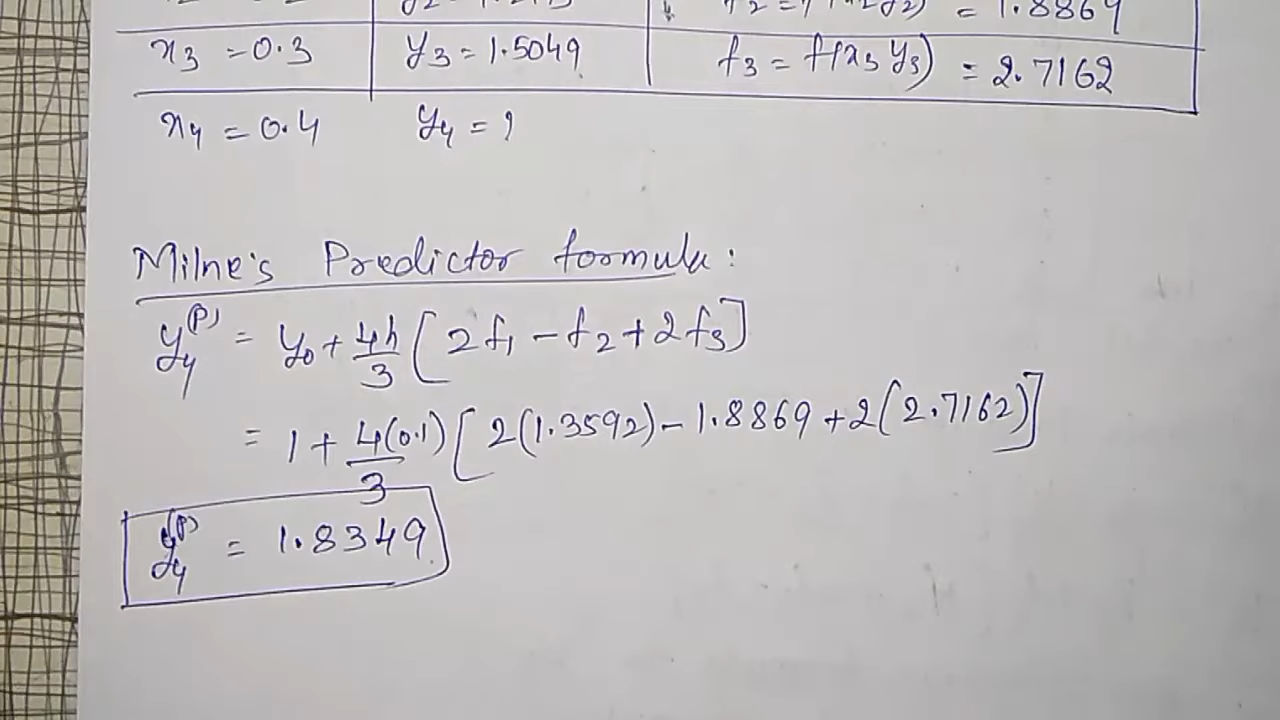 = 1.8869
x3 = 0.3 y3 = 1.5049 f3 = f(x3 y3) = 2.7162
x4 = 0.4 y4 = ?
Milne's Predictor formula:
y4^(P) = y0 + 4h/3 [2f1 - f2 + 2f3]
= 1 + 4(0.1)/3 [2(1.3592) - 1.8869 + 2(2.7162)]
y4^(P) = 1.8349